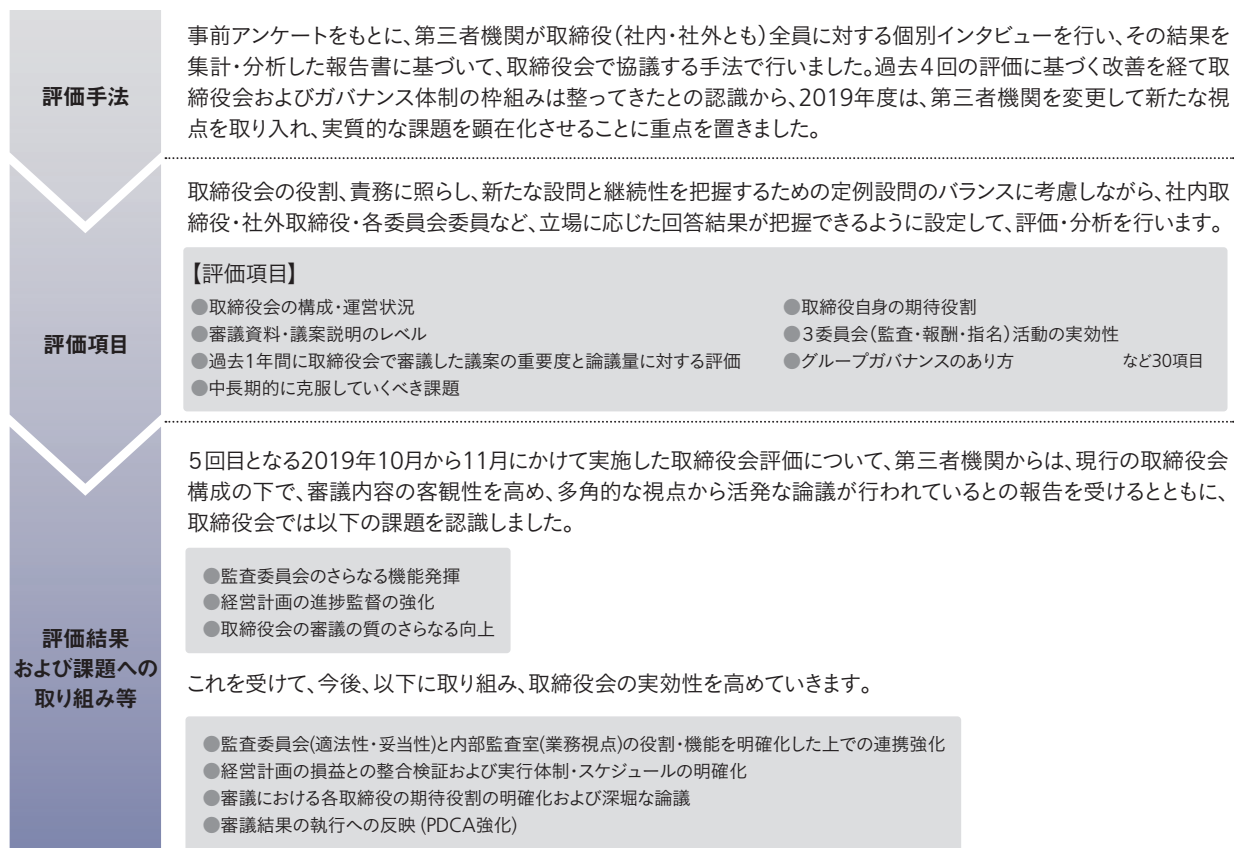 評価手法
事前アンケートをもとに、第三者機関が取締役(社内・社外とも)全員に対する個別インタビューを行い、その結果を
集計・分析した報告書に基づいて、取締役会で協議する手法で行いました。過去4回の評価に基づく改善を経て取
締役会およびガバナンス体制の枠組みは整ってきたとの認識から、2019年度は、第三者機関を変更して新たな視
点を取り入れ、実質的な課題を顕在化させることに重点を置きました。
評価項目
取締役会の役割、責務に照らし、新たな設問と継続性を把握するための定例設問のバランスに考慮しながら、社内取
締役・社外取締役・各委員会委員など、立場に応じた回答結果が把握できるように設定して、評価・分析を行います。
【評価項目】
●取締役会の構成・運営状況
●審議資料・議案説明のレベル
●過去1年間に取締役会で審議した議案の重要度と論議量に対する評価
●中長期的に克服していくべき課題
●取締役自身の期待役割
●3委員会(監査・報酬・指名)活動の実効性
●グループガバナンスのあり方 など30項目
評価結果
および課題への
取り組み等
5回目となる2019年10月から11月にかけて実施した取締役会評価について、第三者機関からは、現行の取締役会
構成の下で、審議内容の客観性を高め、多角的な視点から活発な論議が行われているとの報告を受けるとともに、
取締役会では以下の課題を認識しました。
●監査委員会のさらなる機能発揮
●経営計画の進捗監督の強化
●取締役会の審議の質のさらなる向上
これを受けて、今後、以下に取り組み、取締役会の実効性を高めていきます。
●監査委員会(適法性・妥当性)と内部監査室(業務視点)の役割・機能を明確化した上での連携強化
●経営計画の損益との整合検証および実行体制・スケジュールの明確化
●審議における各取締役の期待役割の明確化および深堀な論議
●審議結果の執行への反映 (PDCA強化)